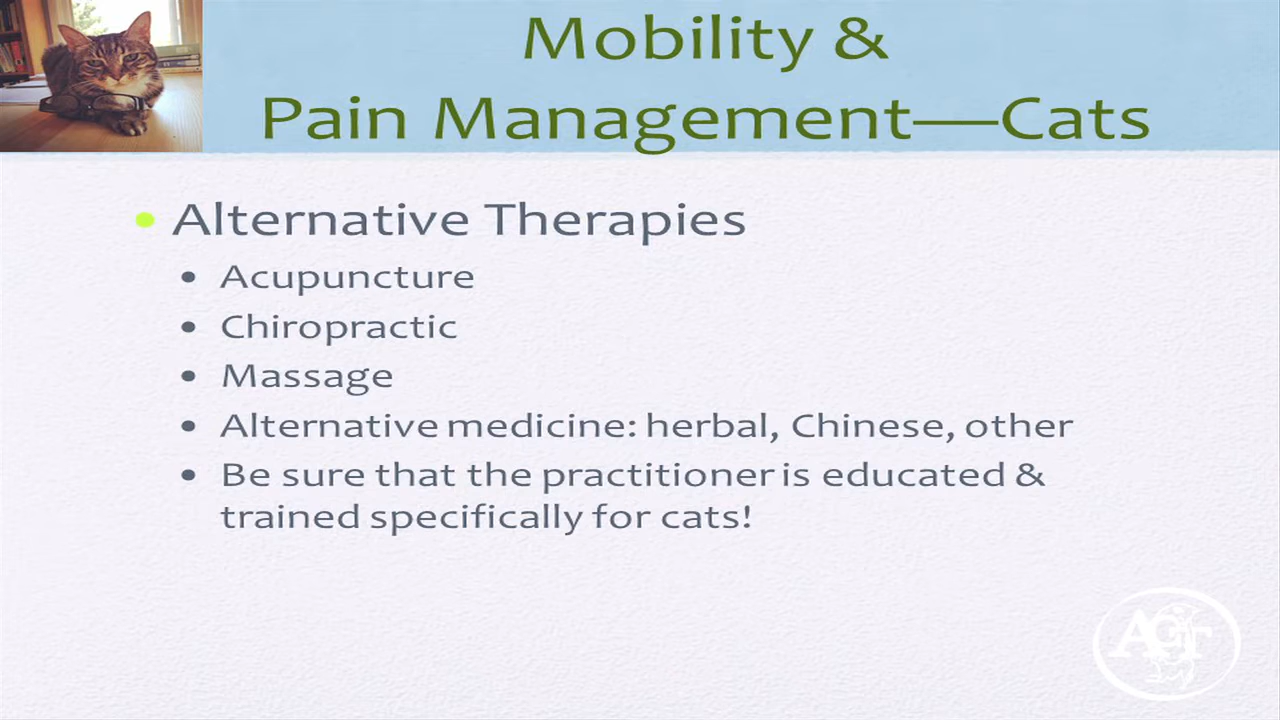 Mobility &
Pain Management—Cats
• Alternative Therapies
• Acupuncture
• Chiropractic
• Massage
• Alternative medicine: herbal, Chinese, other
• Be sure that the practitioner is educated &
trained specifically for cats!
AGT